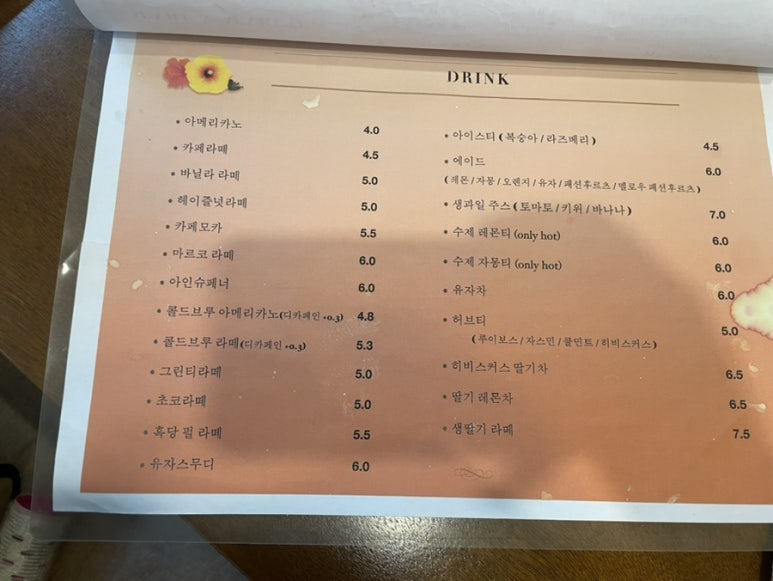 DRINK
• 아메리카노 4.0
• 카페라떼 4.5
• 바닐라 라떼 5.0
• 헤이즐넛라떼 5.0
• 카페모카 5.5
• 마르코 라떼 6.0
• 아인슈페너 6.0
• 콜드브루 아메리카노(디카페인 +0.3) 4.8
• 콜드브루 라떼(디카페인 +0.3) 5.3
• 그린티라떼 5.0
• 초코라떼 5.0
• 흑당 펄 라떼 5.5
• 유자스무디 6.0
• 아이스티 ( 복숭아 / 라즈베리 ) 4.5
• 에이드 6.0
( 레몬 / 자몽 / 오렌지 / 유자 / 패션후르츠 / 멜로우 패션후르츠 )
• 생과일 주스 ( 토마토 / 키위 / 바나나 ) 7.0
• 수제 레몬티 (only hot) 6.0
• 수제 자몽티 (only hot) 6.0
• 유자차 6.0
• 허브티 5.0
( 루이보스 / 자스민 / 쿨민트 / 히비스커스 )
• 히비스커스 딸기차 6.5
• 딸기 레몬차 6.5
• 생딸기 라떼 7.5